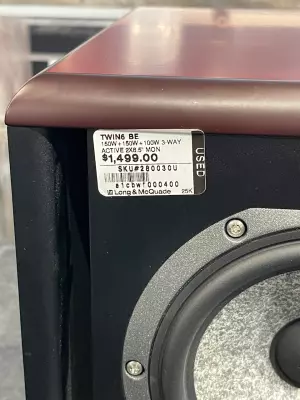 TWIN6 BE
150W+150W+100W 3-WAY
ACTIVE 2X6.5" MON
$1,499.00
SKU#280030U
a1cbwf000400
Long & McQuade 25K
USED